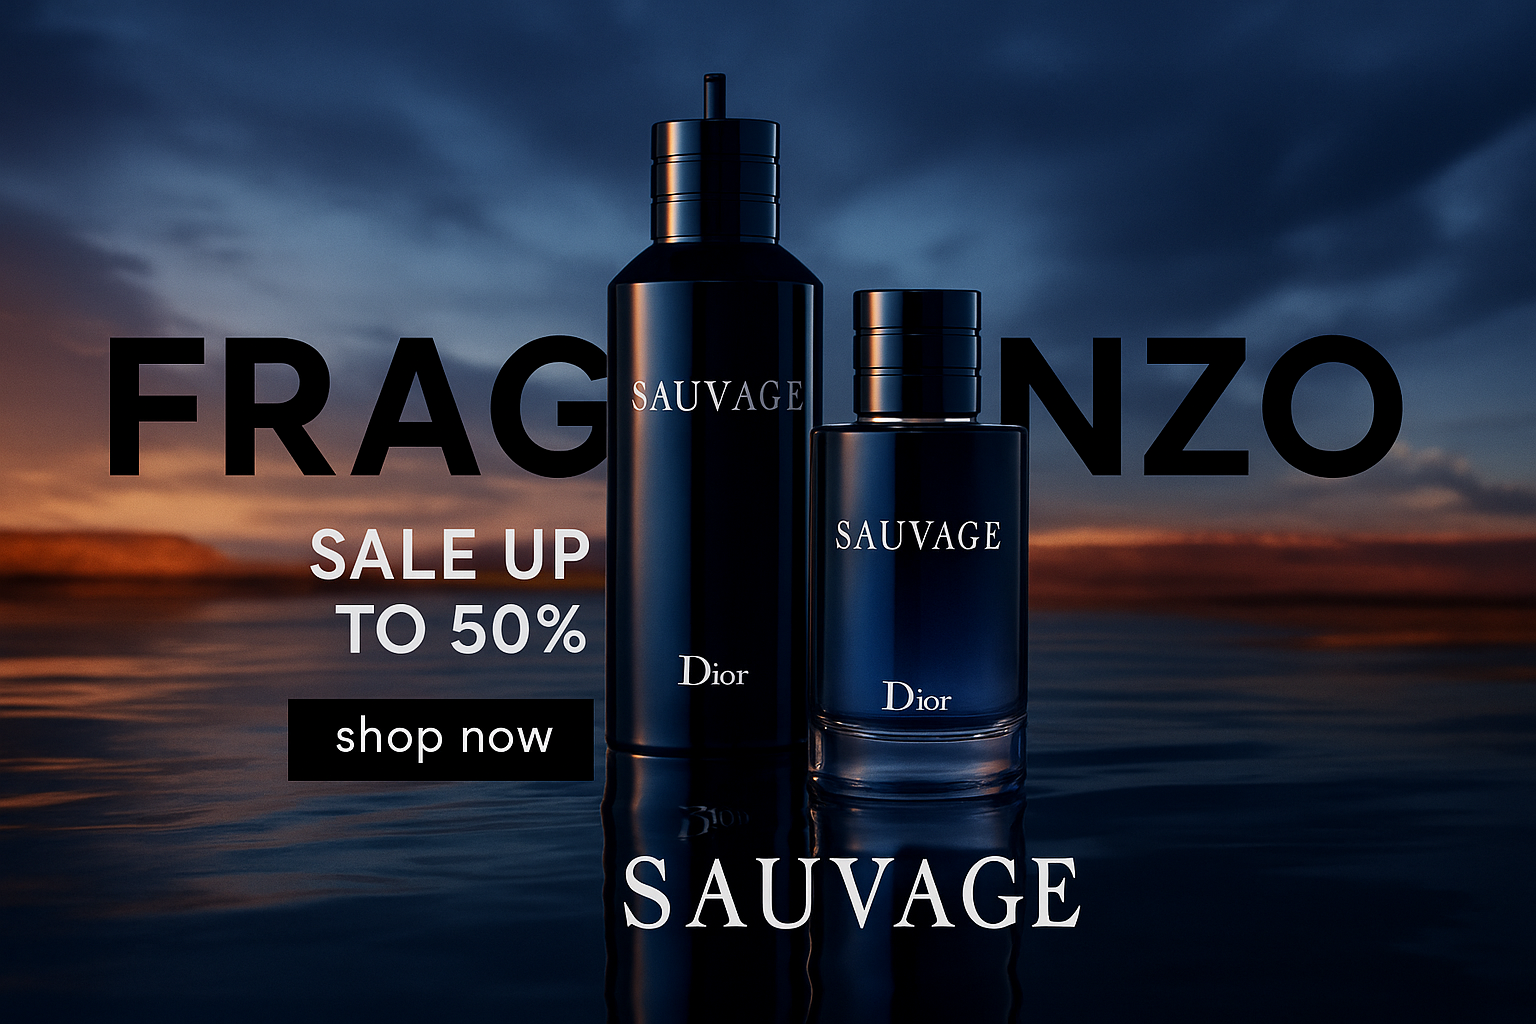 FRAG NZO
SAUVAGE
SAUVAGE
SALE UP
TO 50%
Dior
Dior
shop now
SAUVAGE